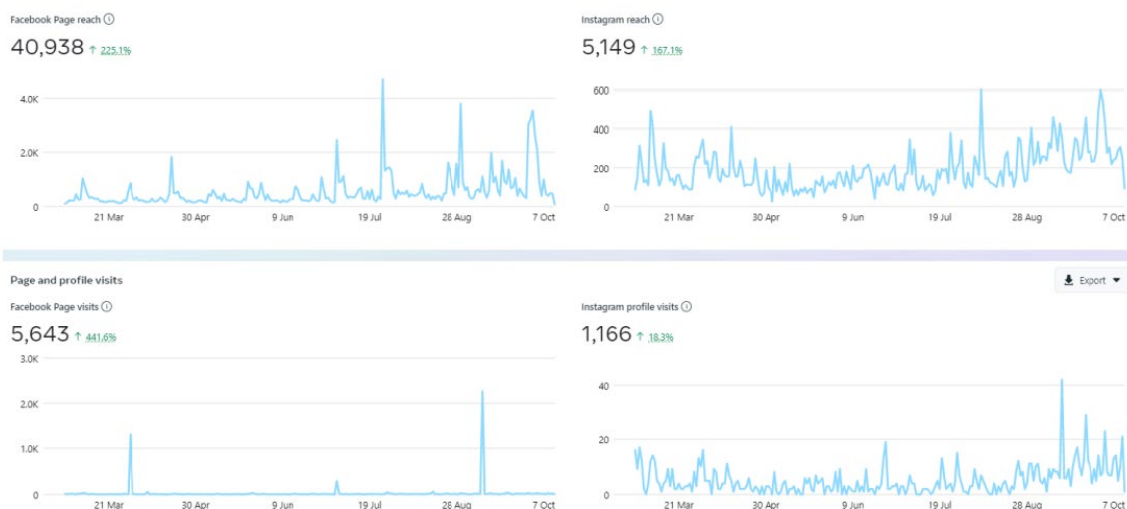 Facebook Page reach
40,938 ↑ 225.1%
4.0K
2.0K
0
21 Mar 30 Apr 9 Jun 19 Jul 28 Aug 7 Oct
Instagram reach
5,149 ↑ 167.1%
600
400
200
0
21 Mar 30 Apr 9 Jun 19 Jul 28 Aug 7 Oct
Page and profile visits
Export
Facebook Page visits
5,643 ↑ 441.6%
3.0K
2.0K
1.0K
0
21 Mar 30 Apr 9 Jun 19 Jul 28 Aug 7 Oct
Instagram profile visits
1,166 ↑ 18.3%
40
20
0
21 Mar 30 Apr 9 Jun 19 Jul 28 Aug 7 Oct